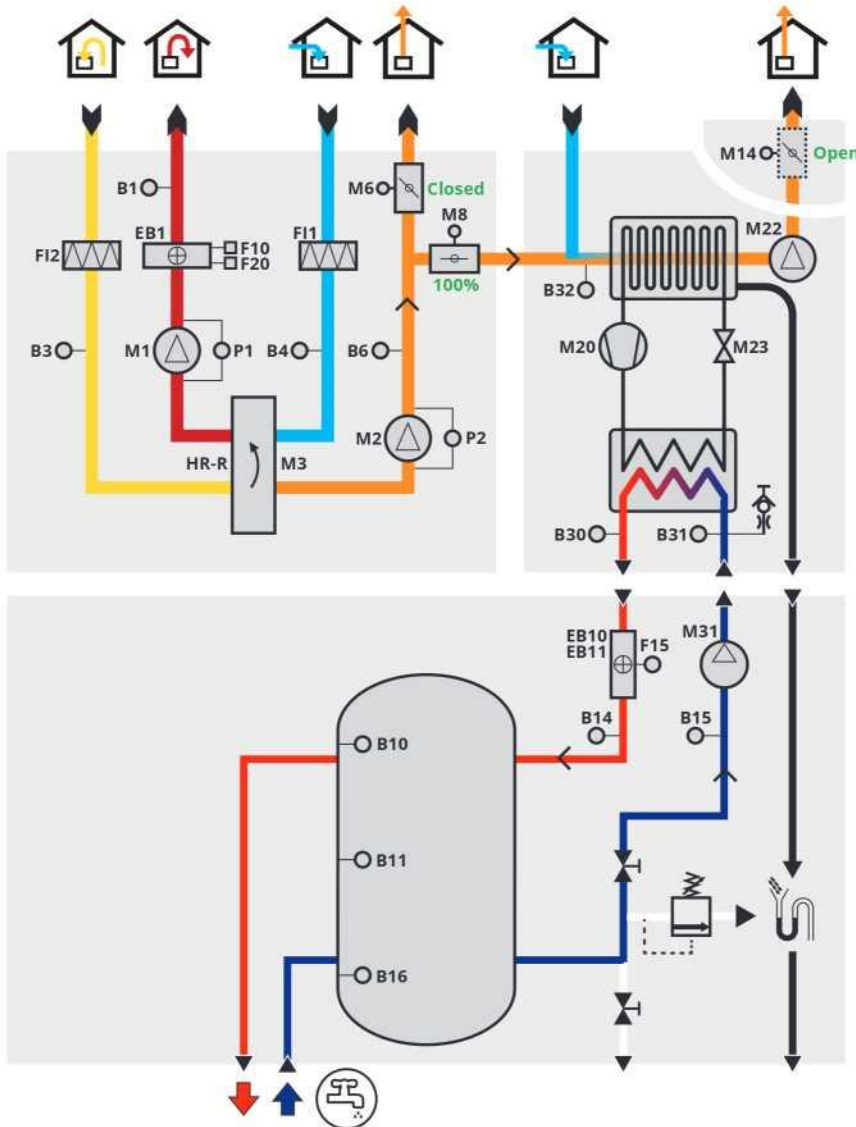 M14
Open
B1
M6
Closed
M8
M22
EB1
F10
F20
FI1
FI2
100%
B32
B3
M1
P1
B4
B6
M20
M23
HR-R
M3
M2
P2
B30
B31
EB10
EB11
F15
M31
B14
B15
B10
B11
B16